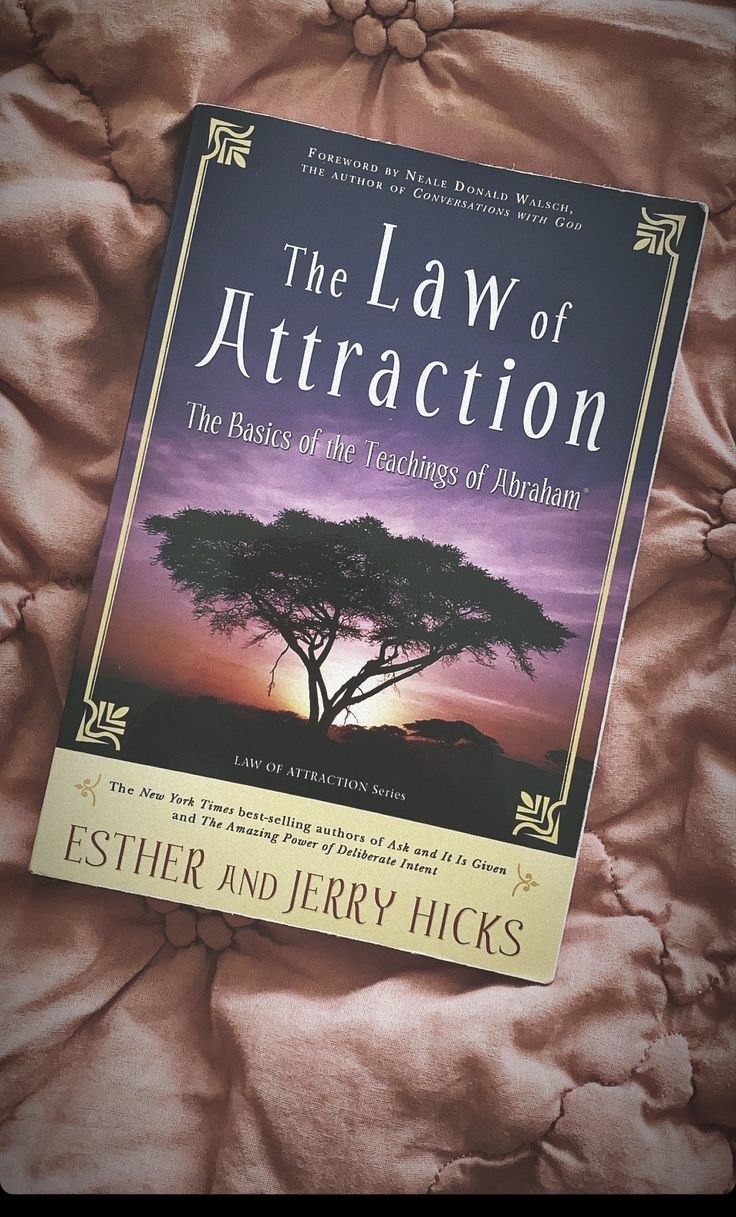 Foreword by Neale Donald Walsch,
the author of Conversations with God
The Law of
Attraction
The Basics of the Teachings of Abraham®
LAW OF ATTRACTION Series
The New York Times best-selling authors of Ask and It Is Given
and The Amazing Power of Deliberate Intent
ESTHER AND JERRY HICKS